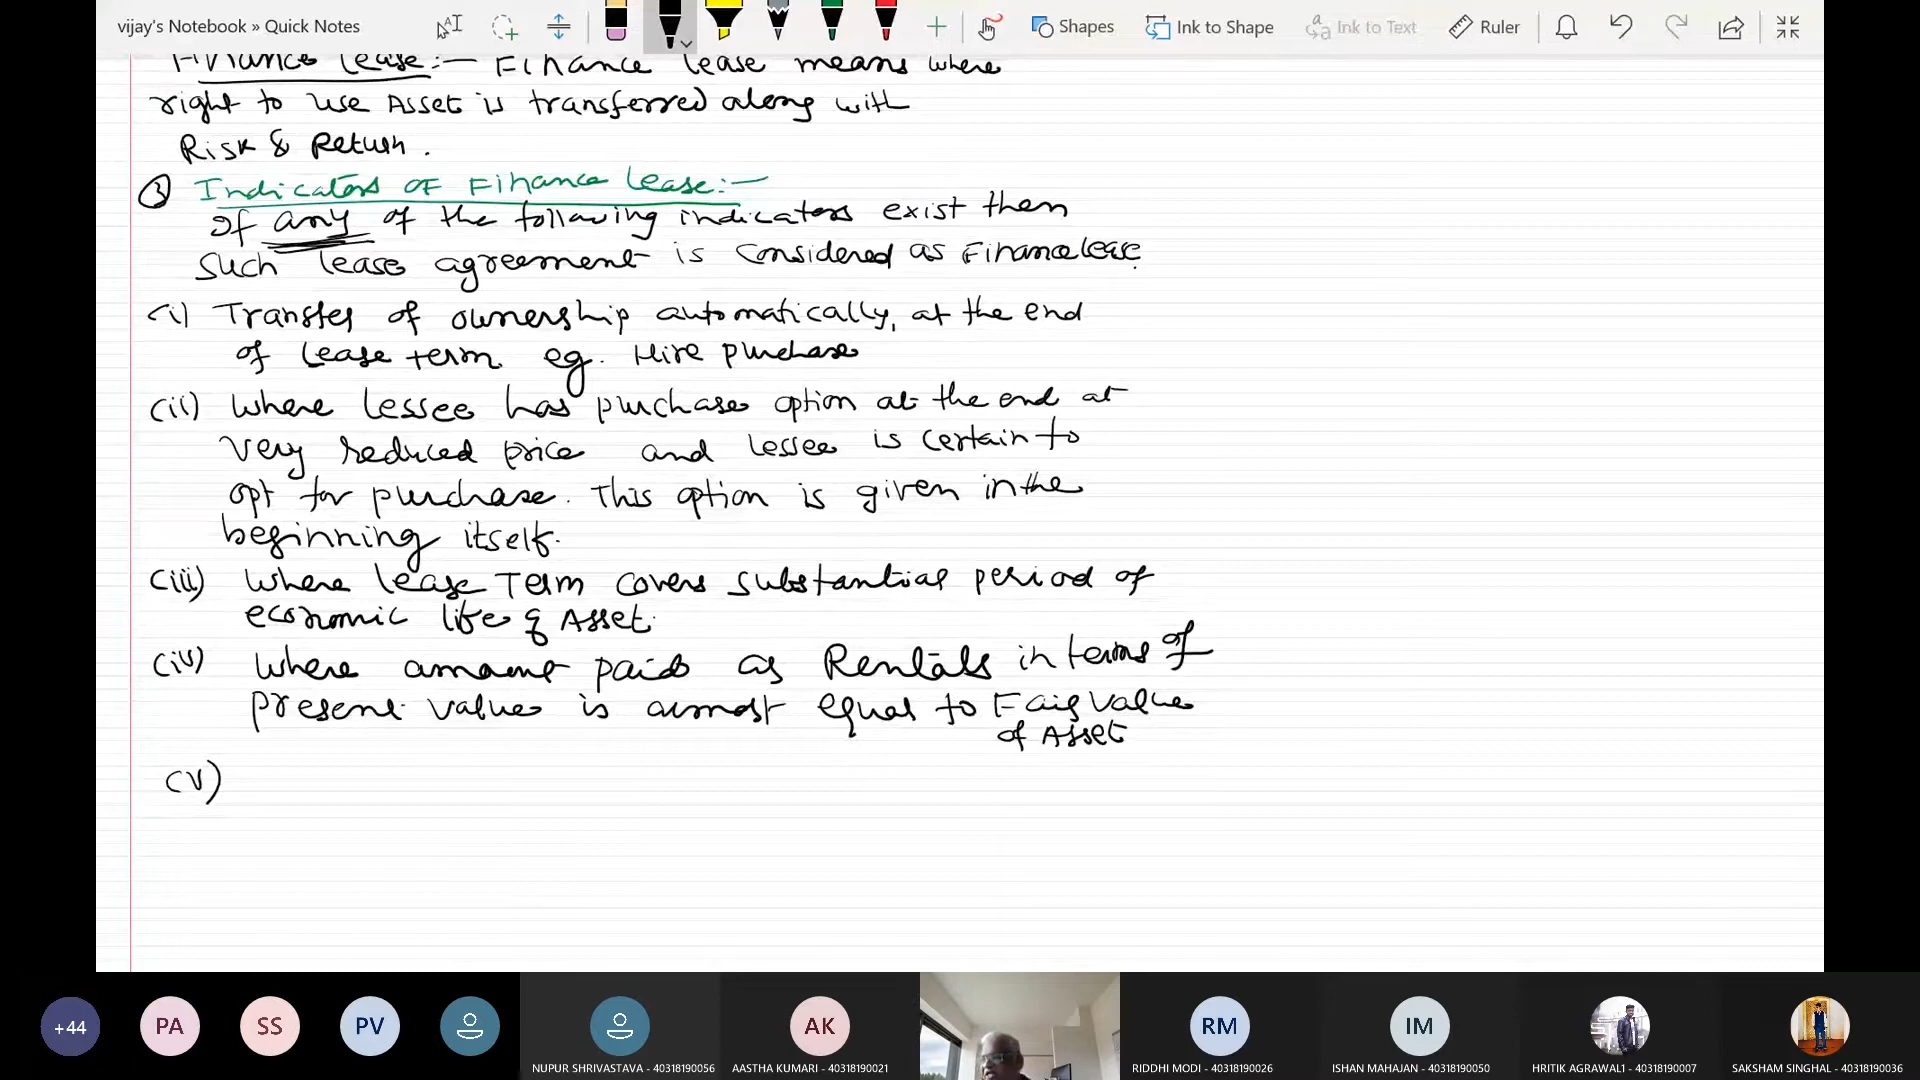 vijay's Notebook » Quick Notes
Shapes
Ink to Shape
Ink to Text
Ruler
Finance lease:- Finance lease means where
right to use Asset is transferred along with
Risk & Return.
3 Indicators of Finance lease:-
If any of the following indicators exist then
such lease agreement is considered as Finance lease.
(i) Transfer of ownership automatically, at the end
of lease term eg. Hire purchase
(ii) Where lessee has purchase option at the end at
very reduced price and lessee is certain to
opt for purchase. This option is given in the
beginning itself.
(iii) Where lease Term covers substantial period of
economic life of Asset.
(iv) Where amount paid as Rentals in terms of
present value is almost equal to Fair Value
of Asset
(v)
+44
PA
SS
PV
AK
RM
IM
NUPUR SHRIVASTAVA - 40318190056
AASTHA KUMARI - 40318190021
RIDDHI MODI - 40318190026
ISHAN MAHAJAN - 40318190050
HRITIK AGRAWAL1 - 40318190007
SAKSHAM SINGHAL - 40318190036